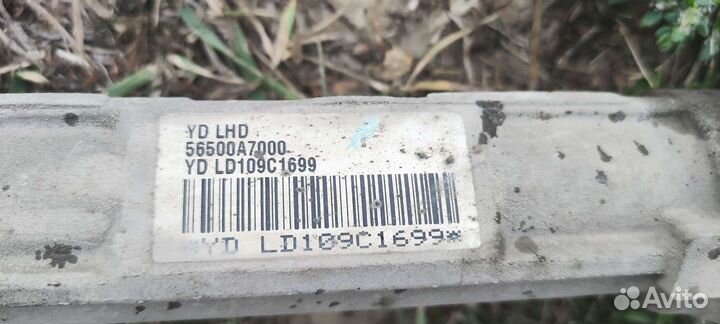 YD LHD
56500A7000
YD LD109C1699
*YD LD109C1699*
Avito